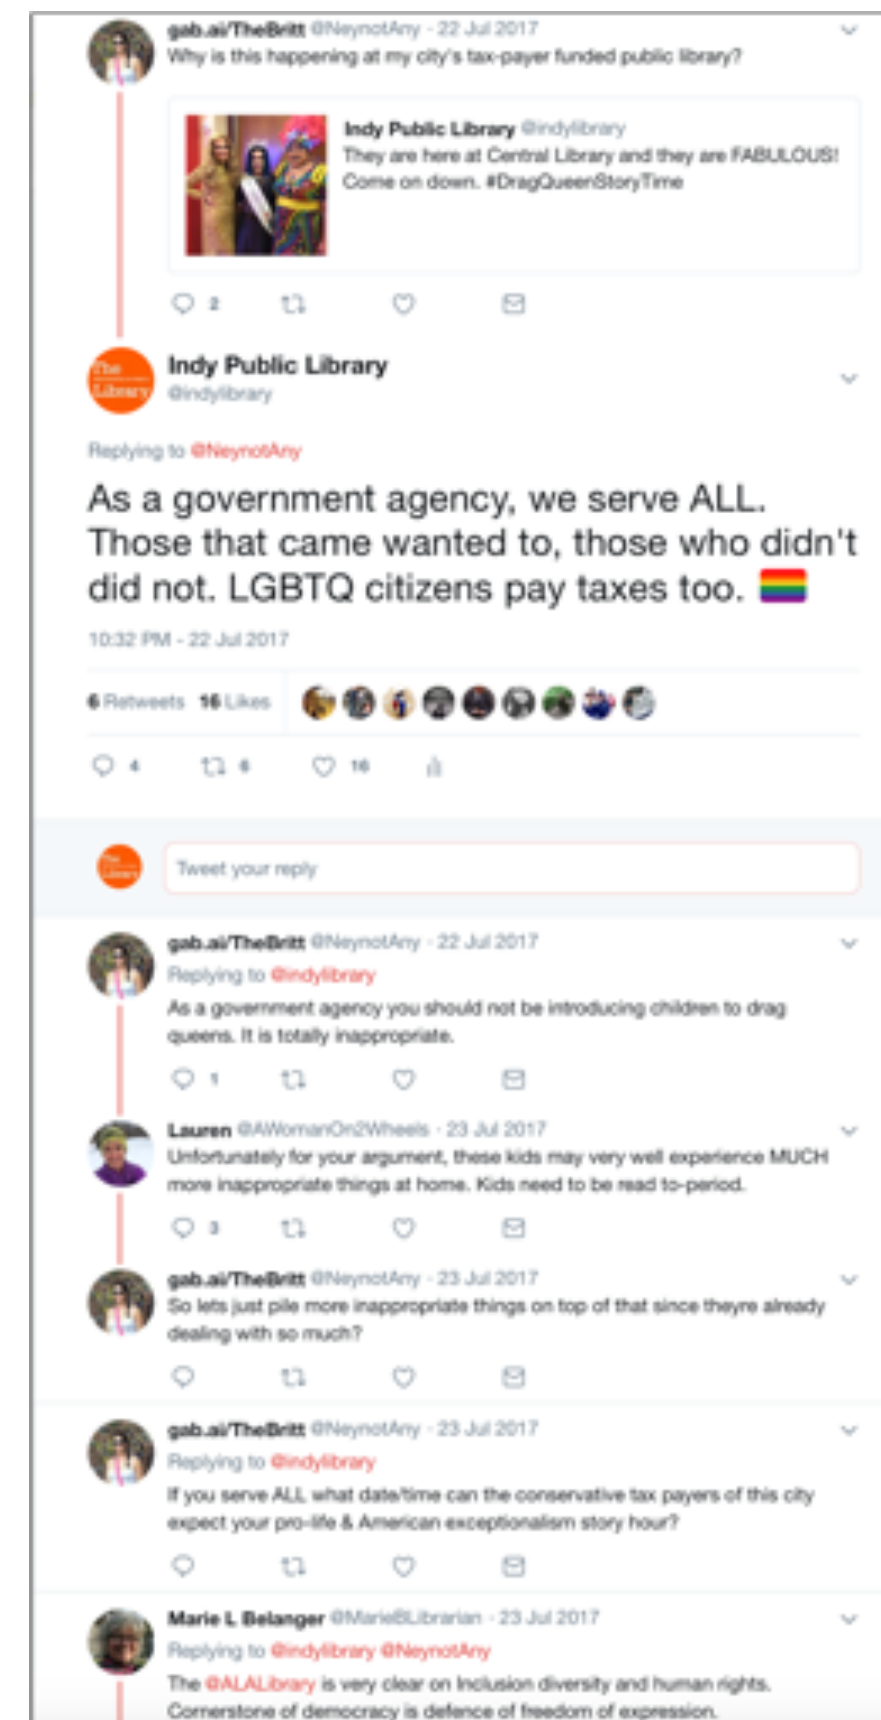 gab.ai/TheBritt @NeynotAny - 22 Jul 2017
Why is this happening at my city's tax-payer funded public library?
Indy Public Library @indylibrary
They are here at Central Library and they are FABULOUS!
Come on down. #DragQueenStoryTime
2
The
Library
Indy Public Library
@indylibrary
Replying to @NeynotAny
As a government agency, we serve ALL.
Those that came wanted to, those who didn't
did not. LGBTQ citizens pay taxes too.
10:32 PM - 22 Jul 2017
6 Retweets 16 Likes
4 6 16
The
Library
Tweet your reply
gab.ai/TheBritt @NeynotAny · 22 Jul 2017
Replying to @indylibrary
As a government agency you should not be introducing children to drag
queens. It is totally inappropriate.
1
Lauren @AWomanOn2Wheels · 23 Jul 2017
Unfortunately for your argument, these kids may very well experience MUCH
more inappropriate things at home. Kids need to be read to-period.
3
gab.ai/TheBritt @NeynotAny - 23 Jul 2017
So lets just pile more inappropriate things on top of that since theyre already
dealing with so much?
gab.ai/TheBritt @NeynotAny - 23 Jul 2017
Replying to @indylibrary
If you serve ALL what date/time can the conservative tax payers of this city
expect your pro-life & American exceptionalism story hour?
Marie L Belanger @MarieBLibrarian · 23 Jul 2017
Replying to @indylibrary @NeynotAny
The @ALALibrary is very clear on Inclusion diversity and human rights.
Cornerstone of democracy is defence of freedom of expression.